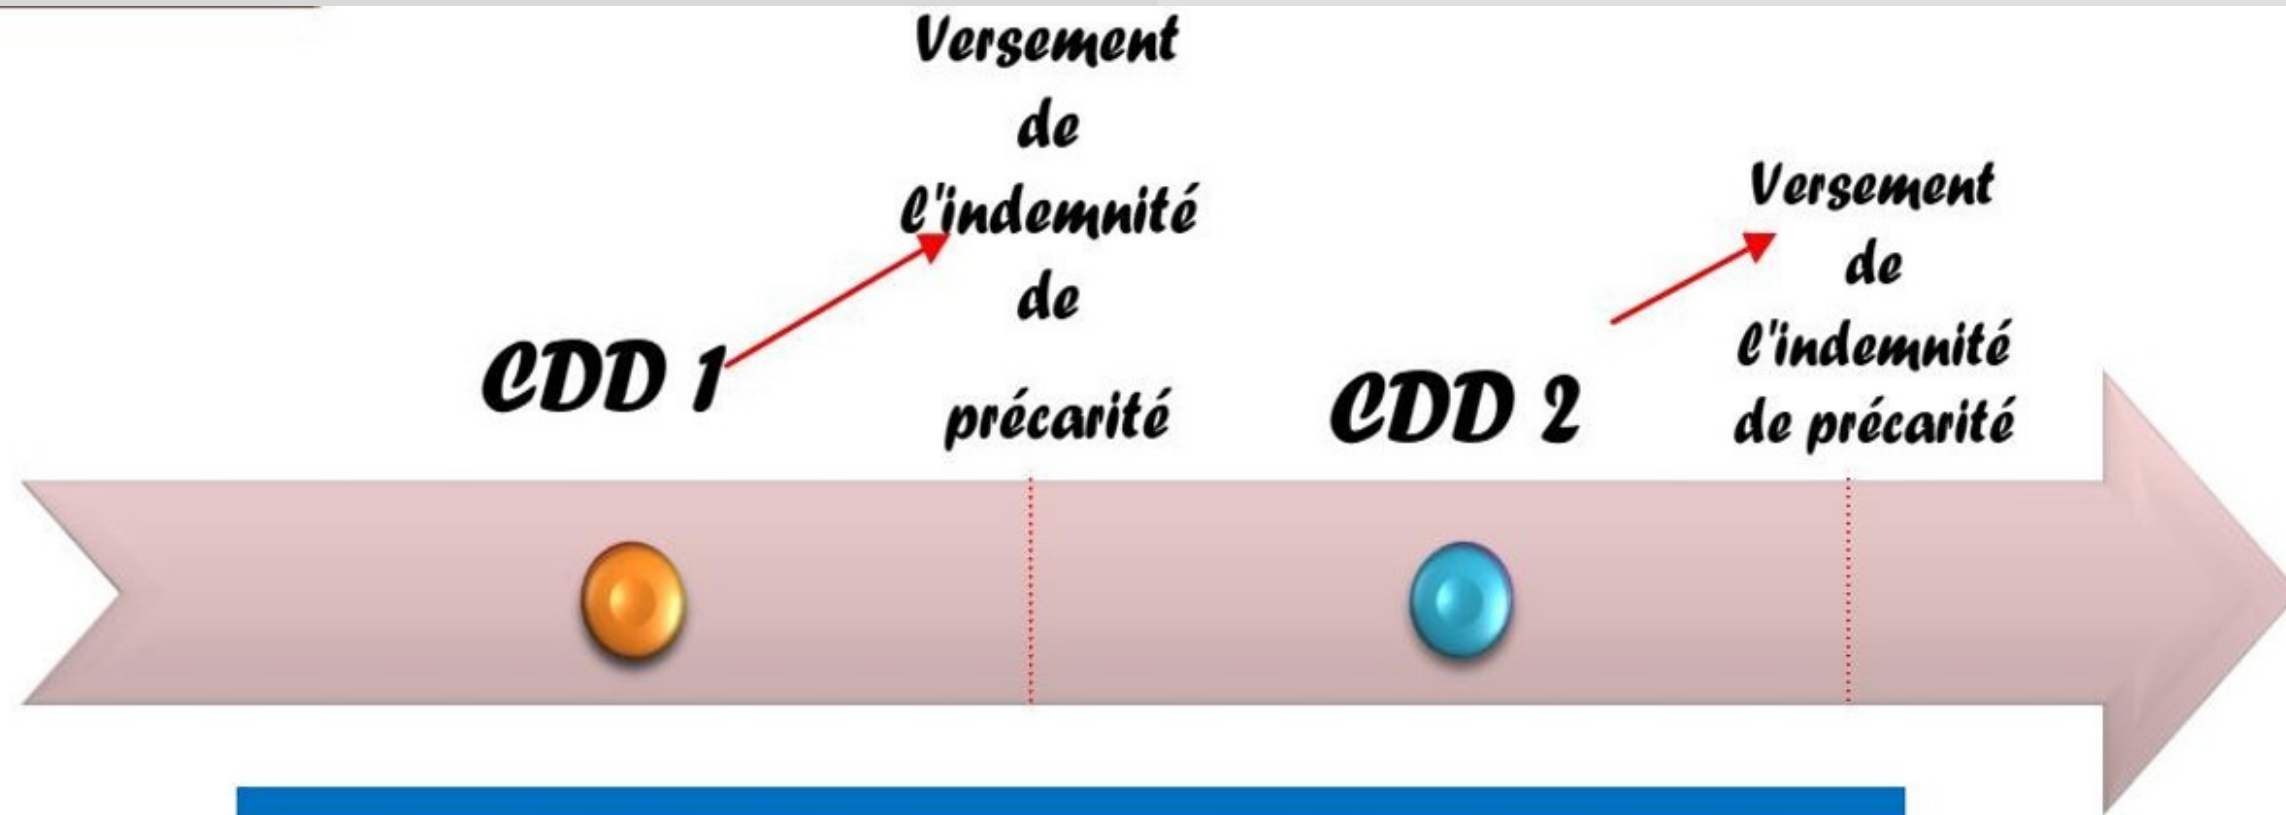 Versement
de
l'indemnité
de
précarité
CDD 1
Versement
de
l'indemnité
de précarité
CDD 2